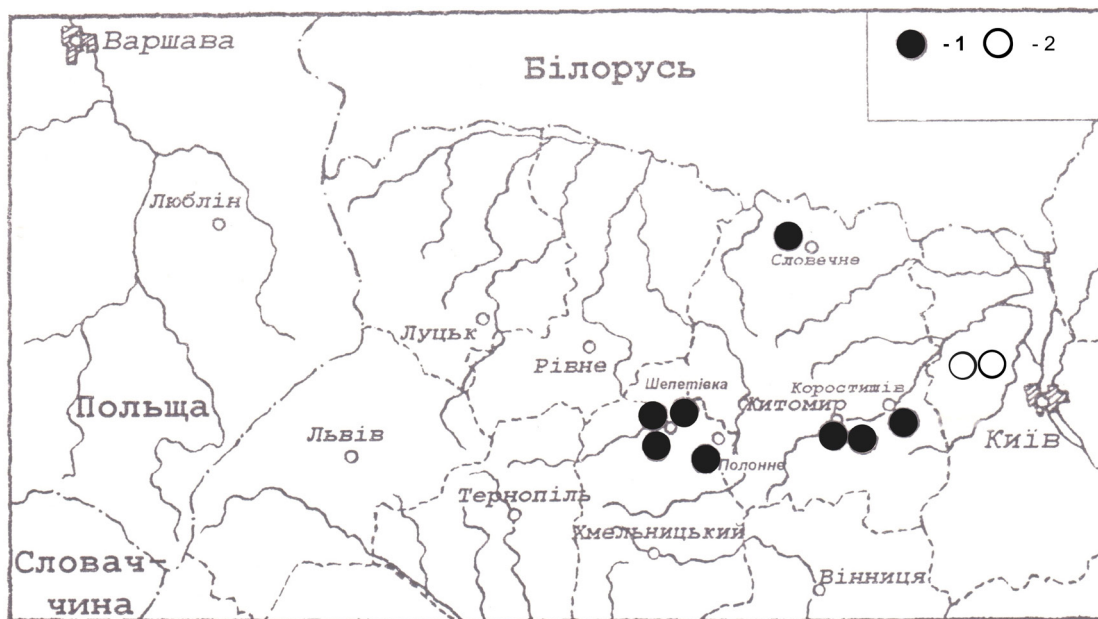 Варшава
- 1
- 2
Білорусь
Люблін
Словечне
Луцьк
Рівне
Шепетівка
Коростишів
Житомир
Польща
Львів
Київ
Полонне
Тернопіль
Хмельницький
Словач-
чина
Вінниця